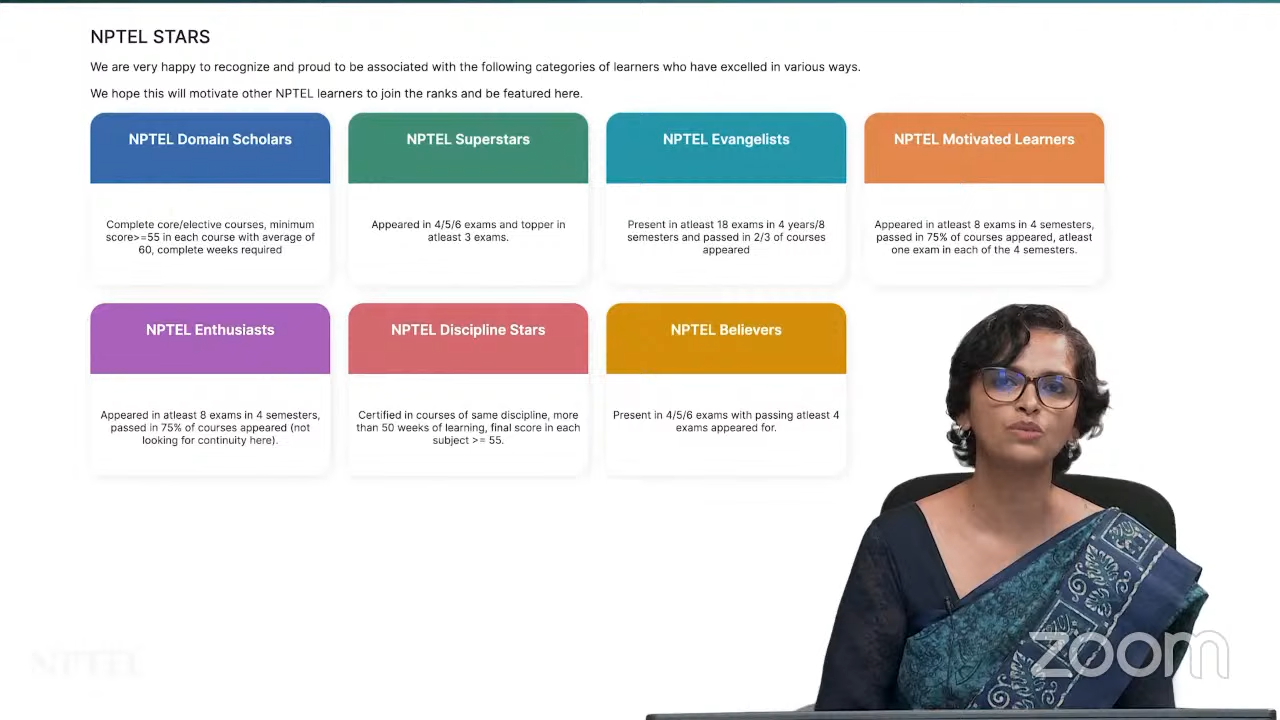 NPTEL STARS
We are very happy to recognize and proud to be associated with the following categories of learners who have excelled in various ways.
We hope this will motivate other NPTEL learners to join the ranks and be featured here.
NPTEL Domain Scholars
Complete core/elective courses, minimum
score>=55 in each course with average of
60, complete weeks required
NPTEL Superstars
Appeared in 4/5/6 exams and topper in
atleast 3 exams.
NPTEL Evangelists
Present in atleast 18 exams in 4 years/8
semesters and passed in 2/3 of courses
appeared
NPTEL Motivated Learners
Appeared in atleast 8 exams in 4 semesters,
passed in 75% of courses appeared, atleast
one exam in each of the 4 semesters.
NPTEL Enthusiasts
Appeared in atleast 8 exams in 4 semesters,
passed in 75% of courses appeared (not
looking for continuity here).
NPTEL Discipline Stars
Certified in courses of same discipline, more
than 50 weeks of learning, final score in each
subject >= 55.
NPTEL Believers
Present in 4/5/6 exams with passing atleast 4
exams appeared for.
NPTEL
zoom